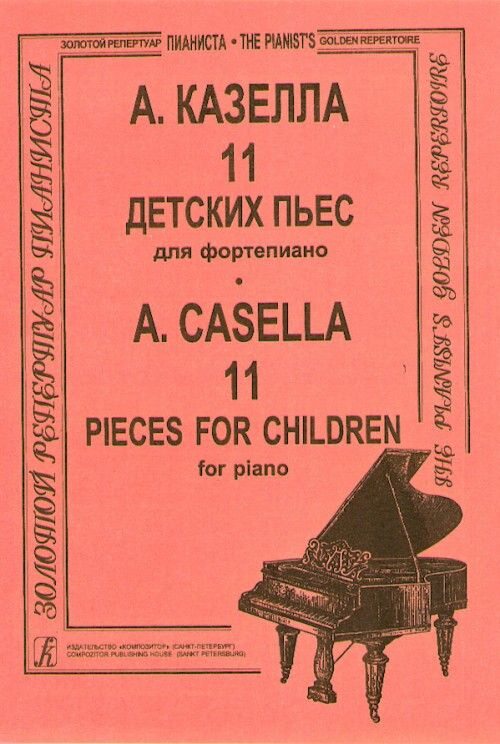 ЗОЛОТОЙ РЕПЕРТУАР ПИАНИСТА • THE PIANIST'S GOLDEN REPERTOIRE
ЗОЛОТОЙ РЕПЕРТУАР ПИАНИСТА
THE PIANIST'S GOLDEN REPERTOIRE
А. КАЗЕЛЛА
11
ДЕТСКИХ ПЬЕС
для фортепиано
•
A. CASELLA
11
PIECES FOR CHILDREN
for piano
ИЗДАТЕЛЬСТВО «КОМПОЗИТОР» (САНКТ-ПЕТЕРБУРГ)
COMPOZITOR PUBLISHING HOUSE (SANKT PETERSBURG)